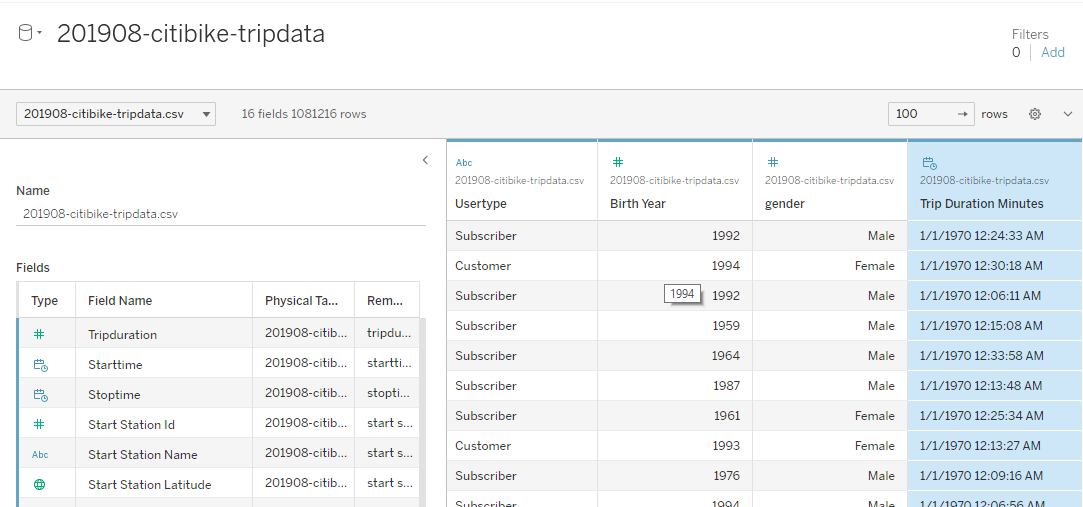 201908-citibike-tripdata
Filters
0 Add
201908-citibike-tripdata.csv 16 fields 1081216 rows 100 → rows
Name
201908-citibike-tripdata.csv
Fields
Type Field Name Physical Ta... Rem...
# Tripduration 201908-citib... tripdu...
Starttime 201908-citib... startti...
Stoptime 201908-citib... stopti...
# Start Station Id 201908-citib... start s...
Abc Start Station Name 201908-citib... start s...
Start Station Latitude 201908-citib... start s...
Abc # #
201908-citibike-tripdata.csv 201908-citibike-tripdata.csv 201908-citibike-tripdata.csv 201908-citibike-tripdata.csv
Usertype Birth Year gender Trip Duration Minutes
Subscriber 1992 Male 1/1/1970 12:24:33 AM
Customer 1994 Female 1/1/1970 12:30:18 AM
Subscriber 1992 Male 1/1/1970 12:06:11 AM
1994
Subscriber 1959 Male 1/1/1970 12:15:08 AM
Subscriber 1964 Male 1/1/1970 12:33:58 AM
Subscriber 1987 Male 1/1/1970 12:13:48 AM
Subscriber 1961 Female 1/1/1970 12:25:34 AM
Customer 1993 Female 1/1/1970 12:13:27 AM
Subscriber 1976 Male 1/1/1970 12:09:16 AM
Subscriber 1994 Male 1/1/1970 12:06:56 AM